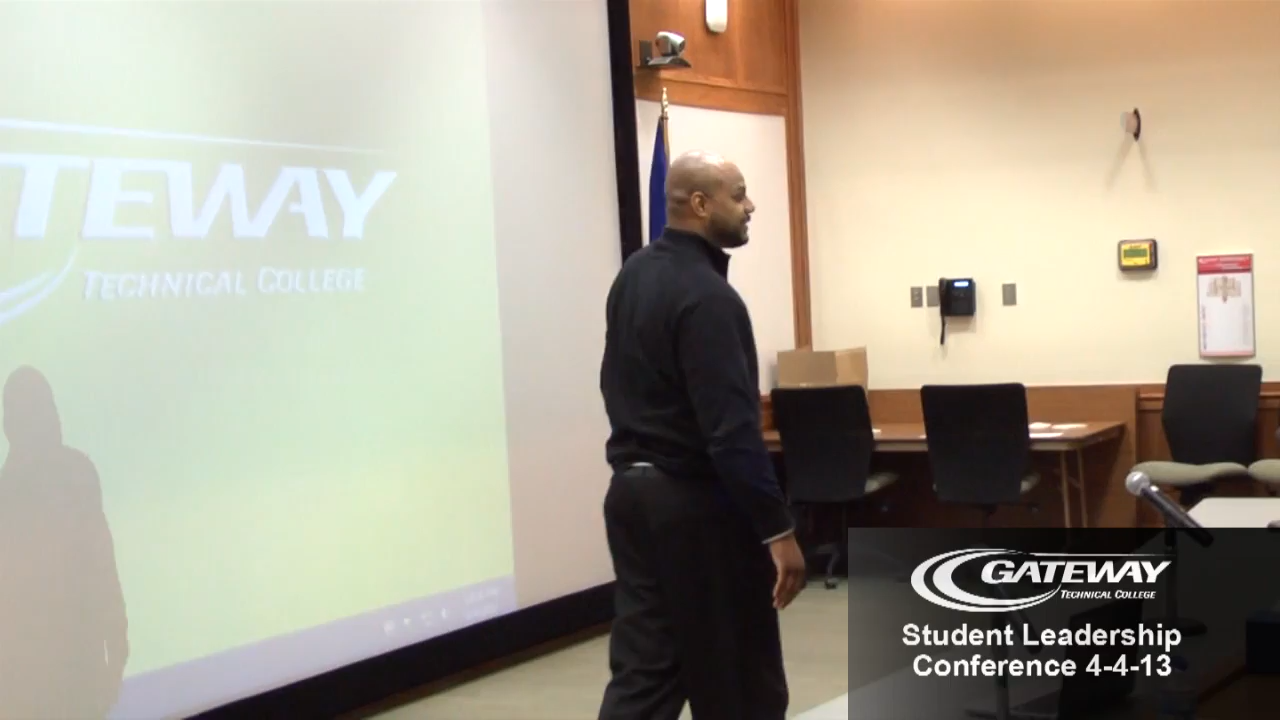 TEWAY
TECHNICAL COLLEGE
GATEWAY
TECHNICAL COLLEGE
Student Leadership
Conference 4-4-13